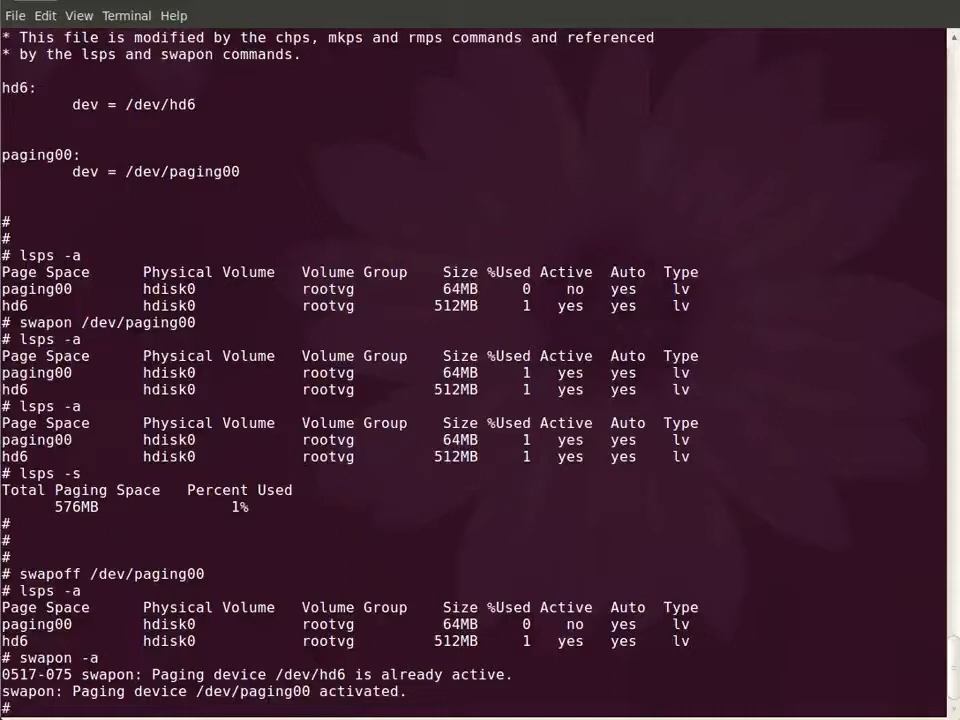 File Edit View Terminal Help
* This file is modified by the chps, mkps and rmps commands and referenced
* by the lsps and swapon commands.
hd6:
        dev = /dev/hd6
paging00:
        dev = /dev/paging00
#
#
# lsps -a
Page Space      Physical Volume   Volume Group    Size %Used Active  Auto  Type
paging00        hdisk0            rootvg          64MB     0    no   yes    lv
hd6             hdisk0            rootvg         512MB     1   yes   yes    lv
# swapon /dev/paging00
# lsps -a
Page Space      Physical Volume   Volume Group    Size %Used Active  Auto  Type
paging00        hdisk0            rootvg          64MB     1   yes   yes    lv
hd6             hdisk0            rootvg         512MB     1   yes   yes    lv
# lsps -a
Page Space      Physical Volume   Volume Group    Size %Used Active  Auto  Type
paging00        hdisk0            rootvg          64MB     1   yes   yes    lv
hd6             hdisk0            rootvg         512MB     1   yes   yes    lv
# lsps -s
Total Paging Space   Percent Used
      576MB               1%
#
#
#
# swapoff /dev/paging00
# lsps -a
Page Space      Physical Volume   Volume Group    Size %Used Active  Auto  Type
paging00        hdisk0            rootvg          64MB     0    no   yes    lv
hd6             hdisk0            rootvg         512MB     1   yes   yes    lv
# swapon -a
0517-075 swapon: Paging device /dev/hd6 is already active.
swapon: Paging device /dev/paging00 activated.
#